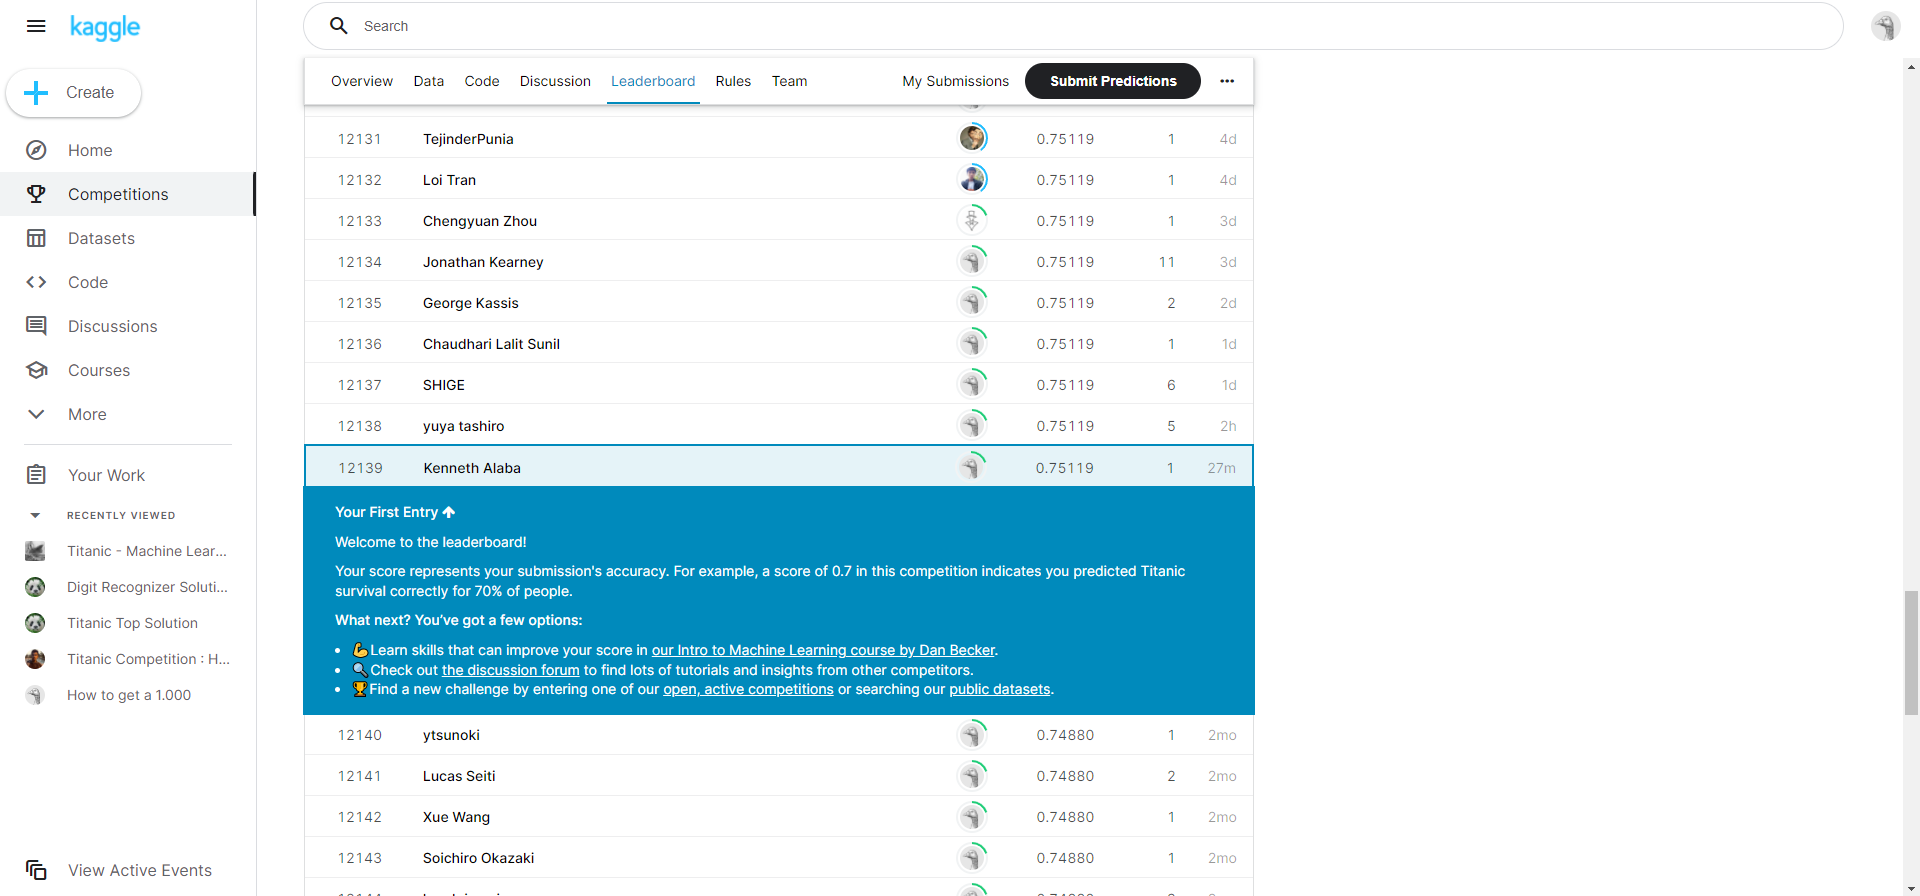 kaggle
Search
Create
Home
Competitions
Datasets
Code
Discussions
Courses
More
Your Work
RECENTLY VIEWED
Titanic - Machine Lear...
Digit Recognizer Soluti...
Titanic Top Solution
Titanic Competition : H...
How to get a 1.000
View Active Events
Overview Data Code Discussion Leaderboard Rules Team My Submissions Submit Predictions
12131 TejinderPunia 0.75119 1 4d
12132 Loi Tran 0.75119 1 4d
12133 Chengyuan Zhou 0.75119 1 3d
12134 Jonathan Kearney 0.75119 11 3d
12135 George Kassis 0.75119 2 2d
12136 Chaudhari Lalit Sunil 0.75119 1 1d
12137 SHIGE 0.75119 6 1d
12138 yuya tashiro 0.75119 5 2h
12139 Kenneth Alaba 0.75119 1 27m
Your First Entry
Welcome to the leaderboard!
Your score represents your submission's accuracy. For example, a score of 0.7 in this competition indicates you predicted Titanic
survival correctly for 70% of people.
What next? You’ve got a few options:
• 💪Learn skills that can improve your score in our Intro to Machine Learning course by Dan Becker.
• 🔍Check out the discussion forum to find lots of tutorials and insights from other competitors.
• 🏆Find a new challenge by entering one of our open, active competitions or searching our public datasets.
12140 ytsunoki 0.74880 1 2mo
12141 Lucas Seiti 0.74880 2 2mo
12142 Xue Wang 0.74880 1 2mo
12143 Soichiro Okazaki 0.74880 1 2mo